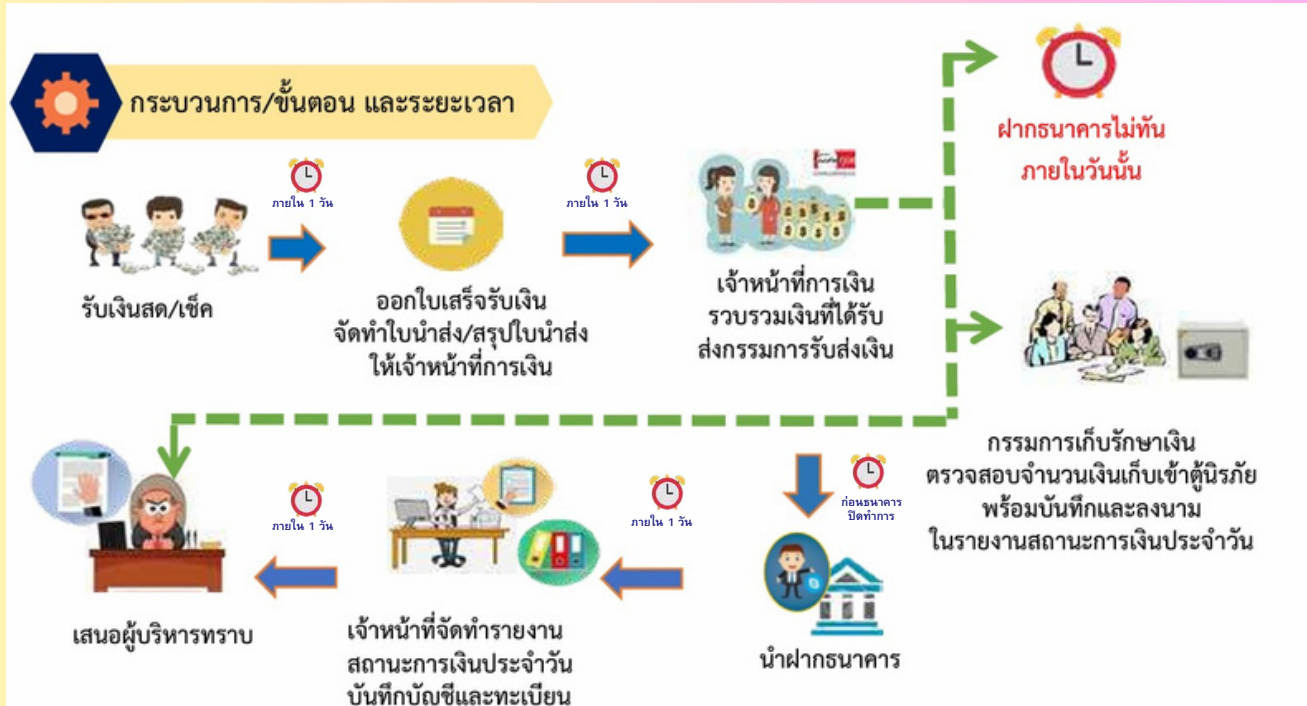 กระบวนการ/ขั้นตอน และระยะเวลา
ภายใน 1 วัน
ภายใน 1 วัน
รับเงินสด/เช็ค
ออกใบเสร็จรับเงิน
จัดทำใบนำส่ง/สรุปใบนำส่ง
ให้เจ้าหน้าที่การเงิน
เจ้าหน้าที่การเงิน
รวบรวมเงินที่ได้รับ
ส่งกรรมการรับส่งเงิน
ฝากธนาคารไม่ทัน
ภายในวันนั้น
กรรมการเก็บรักษาเงิน
ตรวจสอบจำนวนเงินเก็บเข้าตู้นิรภัย
พร้อมบันทึกและลงนาม
ในรายงานสถานะการเงินประจำวัน
ก่อนธนาคาร
ปิดทำการ
นำฝากธนาคาร
ภายใน 1 วัน
เจ้าหน้าที่จัดทำรายงาน
สถานะการเงินประจำวัน
บันทึกบัญชีและทะเบียน
ภายใน 1 วัน
เสนอผู้บริหารทราบ